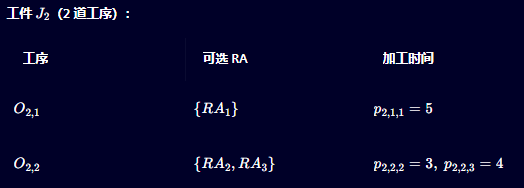 工件 J₂（2 道工序）：
工序 可选 RA 加工时间
O₂,₁ {RA₁} p₂,₁,₁ = 5
O₂,₂ {RA₂, RA₃} p₂,₂,₂ = 3, p₂,₂,₃ = 4